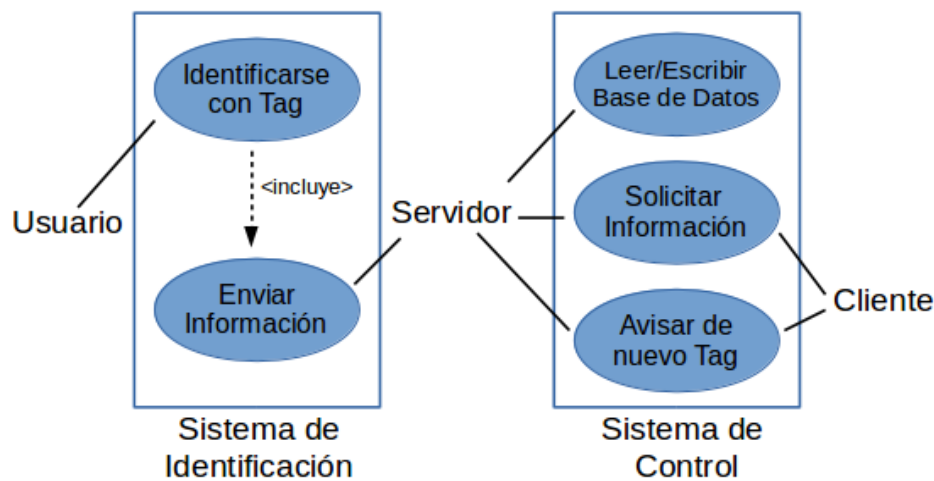 Identificarse
con Tag
<incluye>
Usuario
Enviar
Información
Sistema de
Identificación
Servidor
Leer/Escribir
Base de Datos
Solicitar
Información
Avisar de
nuevo Tag
Cliente
Sistema de
Control